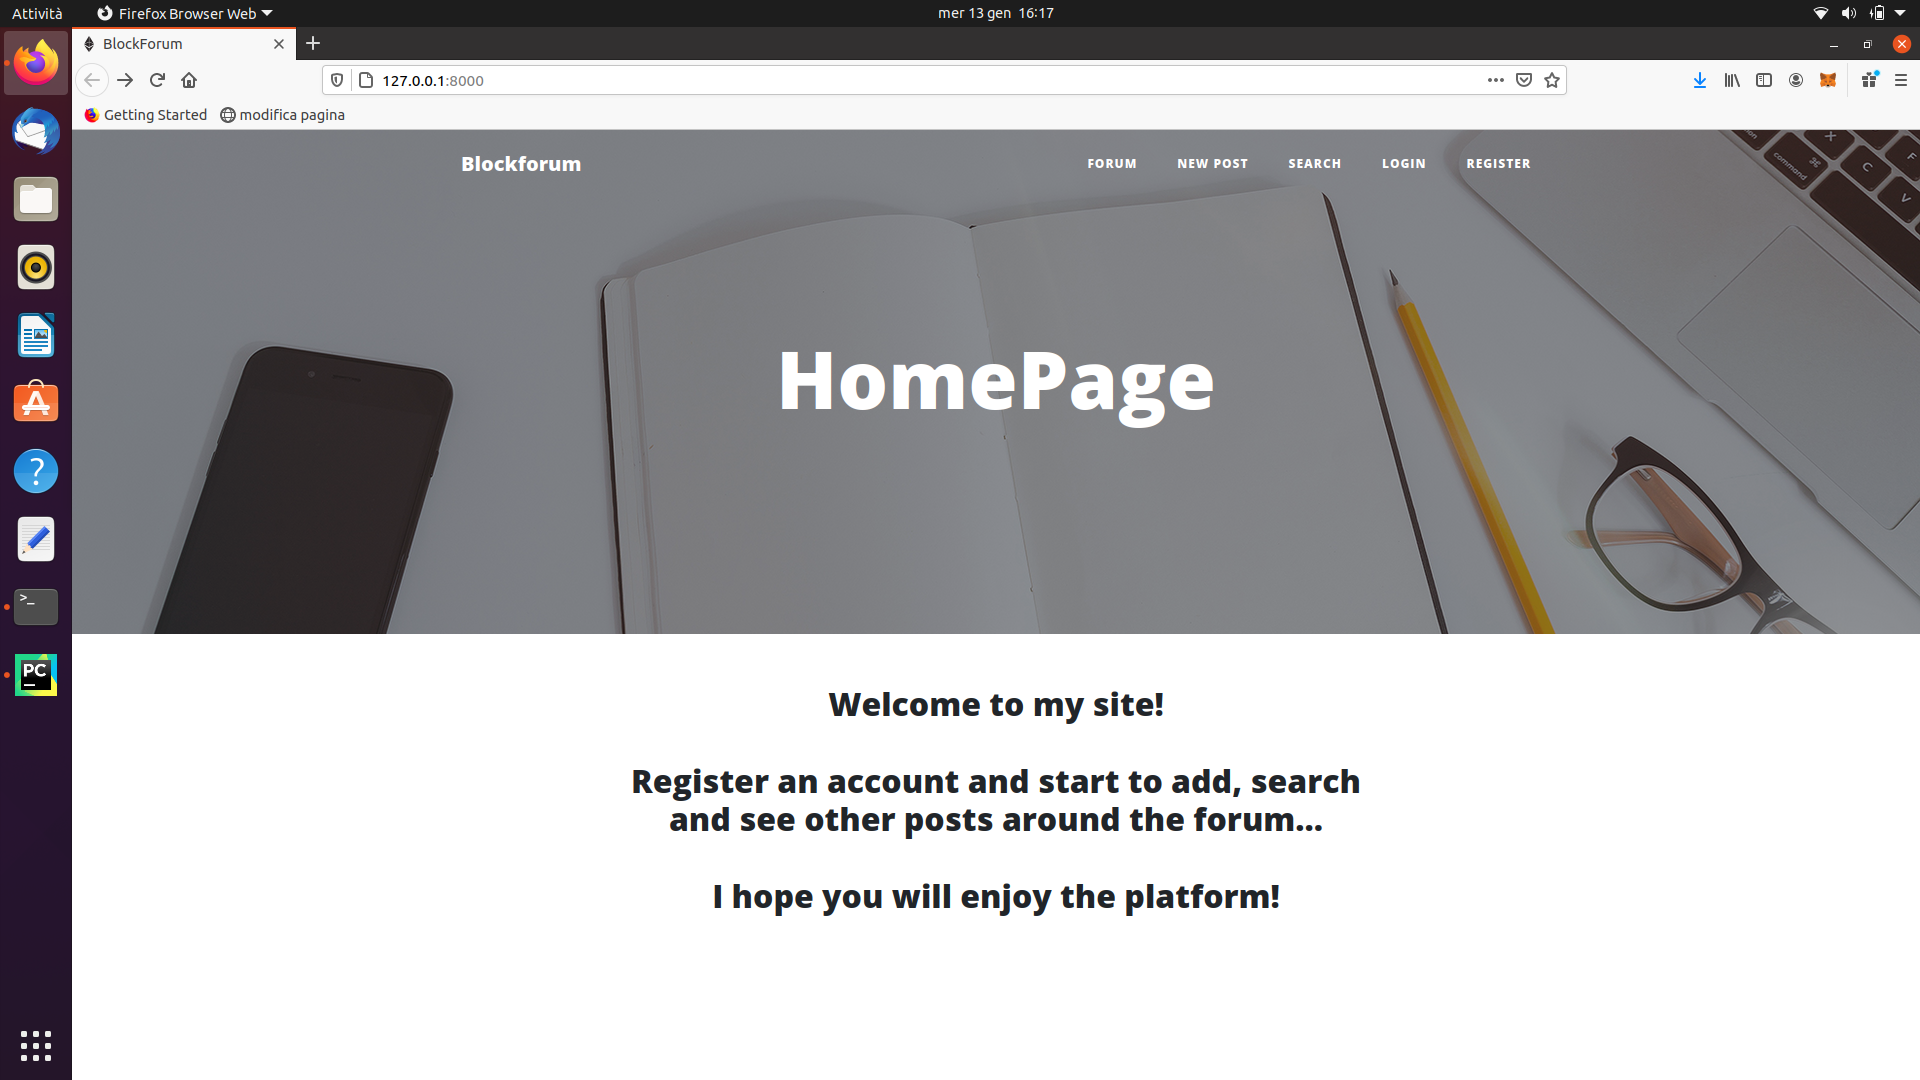 Attività
Firefox Browser Web
mer 13 gen 16:17
BlockForum
127.0.0.1:8000
Getting Started
modifica pagina
Blockforum
FORUM
NEW POST
SEARCH
LOGIN
REGISTER
command
X
C
F
V
HomePage
>_
PC
Welcome to my site!
Register an account and start to add, search
and see other posts around the forum...
I hope you will enjoy the platform!